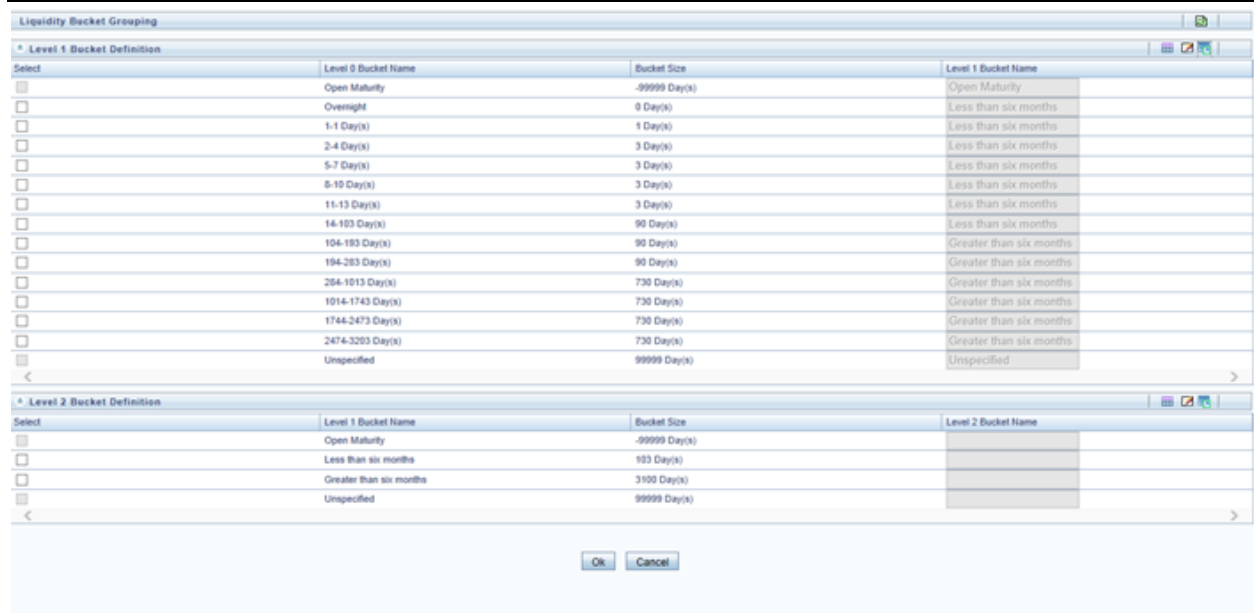 Liquidity Bucket Grouping
Level 1 Bucket Definition
Select Level 0 Bucket Name Bucket Size Level 1 Bucket Name
Open Maturity -99999 Day(s) Open Maturity
Overnight 0 Day(s) Less than six months
1-1 Day(s) 1 Day(s) Less than six months
2-4 Day(s) 3 Day(s) Less than six months
5-7 Day(s) 3 Day(s) Less than six months
8-10 Day(s) 3 Day(s) Less than six months
11-13 Day(s) 3 Day(s) Less than six months
14-103 Day(s) 90 Day(s) Less than six months
104-193 Day(s) 90 Day(s) Greater than six months
194-283 Day(s) 90 Day(s) Greater than six months
284-1013 Day(s) 730 Day(s) Greater than six months
1014-1743 Day(s) 730 Day(s) Greater than six months
1744-2473 Day(s) 730 Day(s) Greater than six months
2474-3203 Day(s) 730 Day(s) Greater than six months
Unspecified 99999 Day(s) Unspecified
Level 2 Bucket Definition
Select Level 1 Bucket Name Bucket Size Level 2 Bucket Name
Open Maturity -99999 Day(s)
Less than six months 103 Day(s)
Greater than six months 3100 Day(s)
Unspecified 99999 Day(s)
Ok Cancel